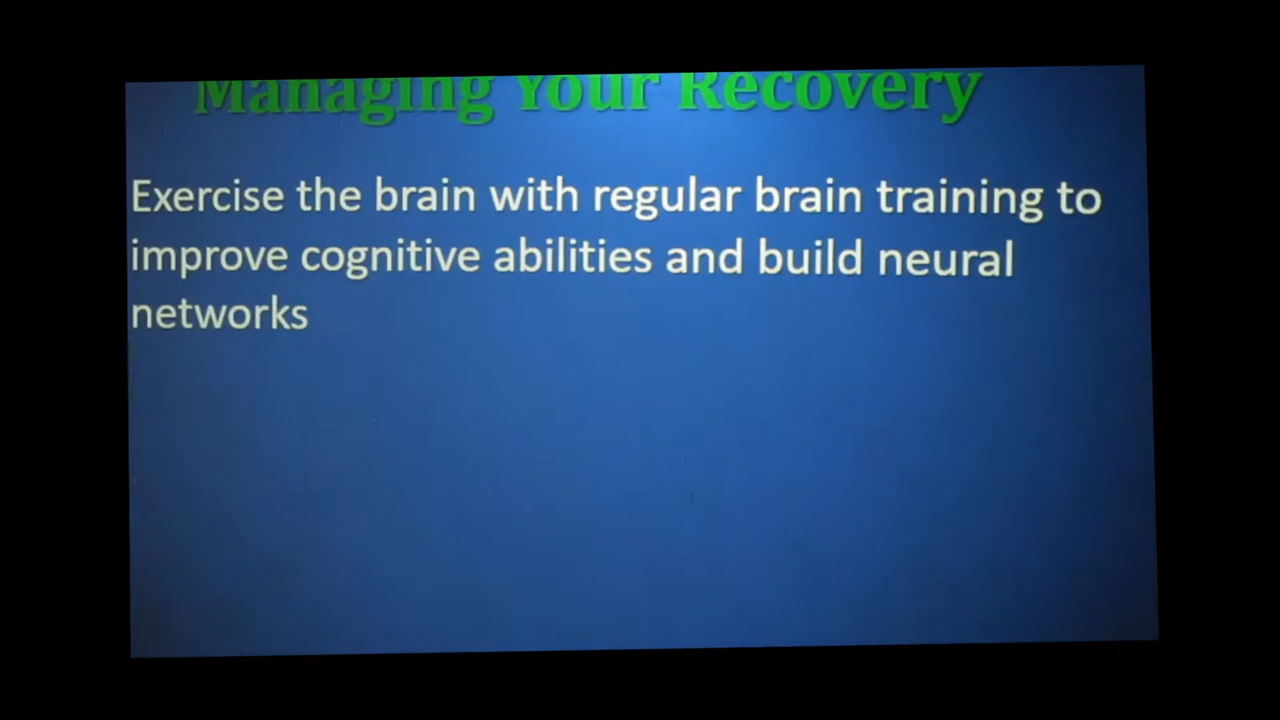 Managing Your Recovery
Exercise the brain with regular brain training to
improve cognitive abilities and build neural
networks